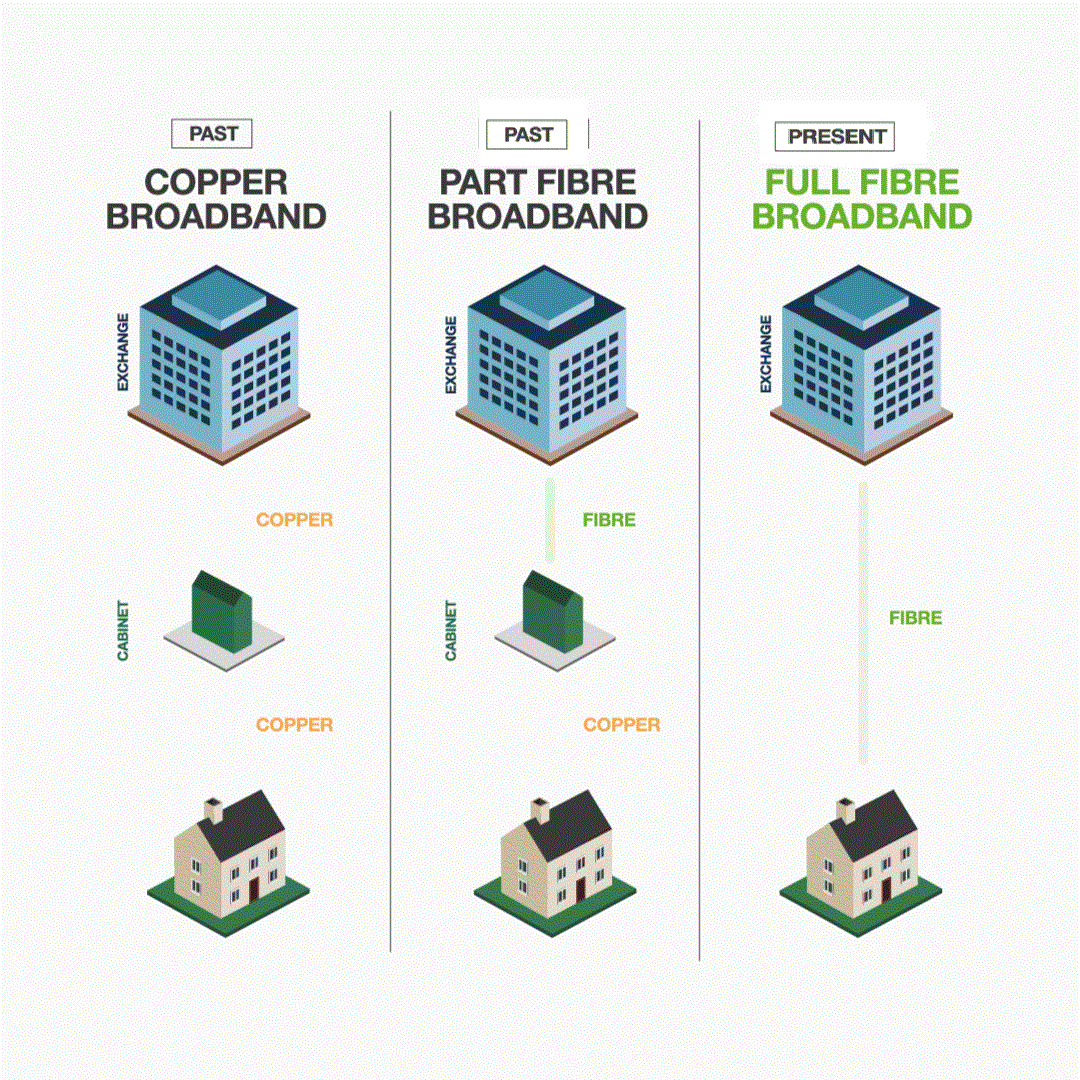 PAST
COPPER
BROADBAND
EXCHANGE
COPPER
CABINET
COPPER
PAST
PART FIBRE
BROADBAND
EXCHANGE
FIBRE
CABINET
COPPER
PRESENT
FULL FIBRE
BROADBAND
EXCHANGE
FIBRE